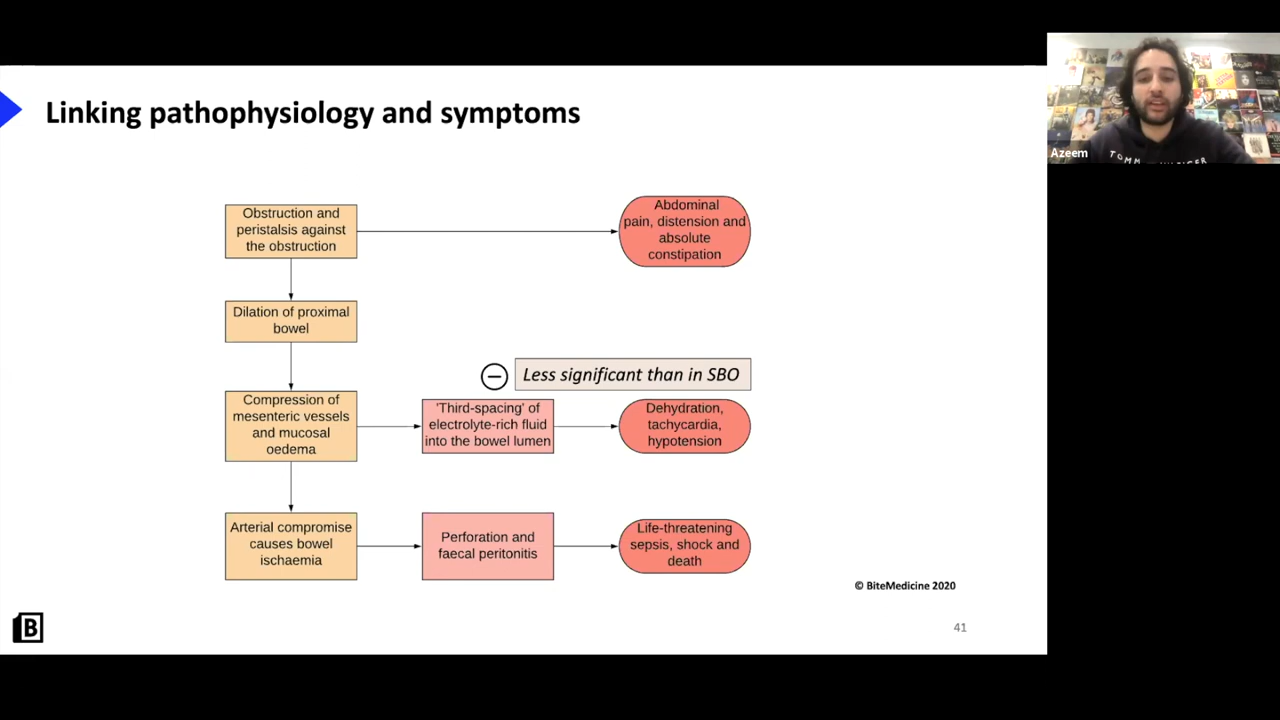 Linking pathophysiology and symptoms
Azeem
Obstruction and
peristalsis against
the obstruction
Abdominal
pain, distension and
absolute
constipation
Dilation of proximal
bowel
Less significant than in SBO
Compression of
mesenteric vessels
and mucosal
oedema
'Third-spacing' of
electrolyte-rich fluid
into the bowel lumen
Dehydration,
tachycardia,
hypotension
Arterial compromise
causes bowel
ischaemia
Perforation and
faecal peritonitis
Life-threatening
sepsis, shock and
death
© BiteMedicine 2020
B
41